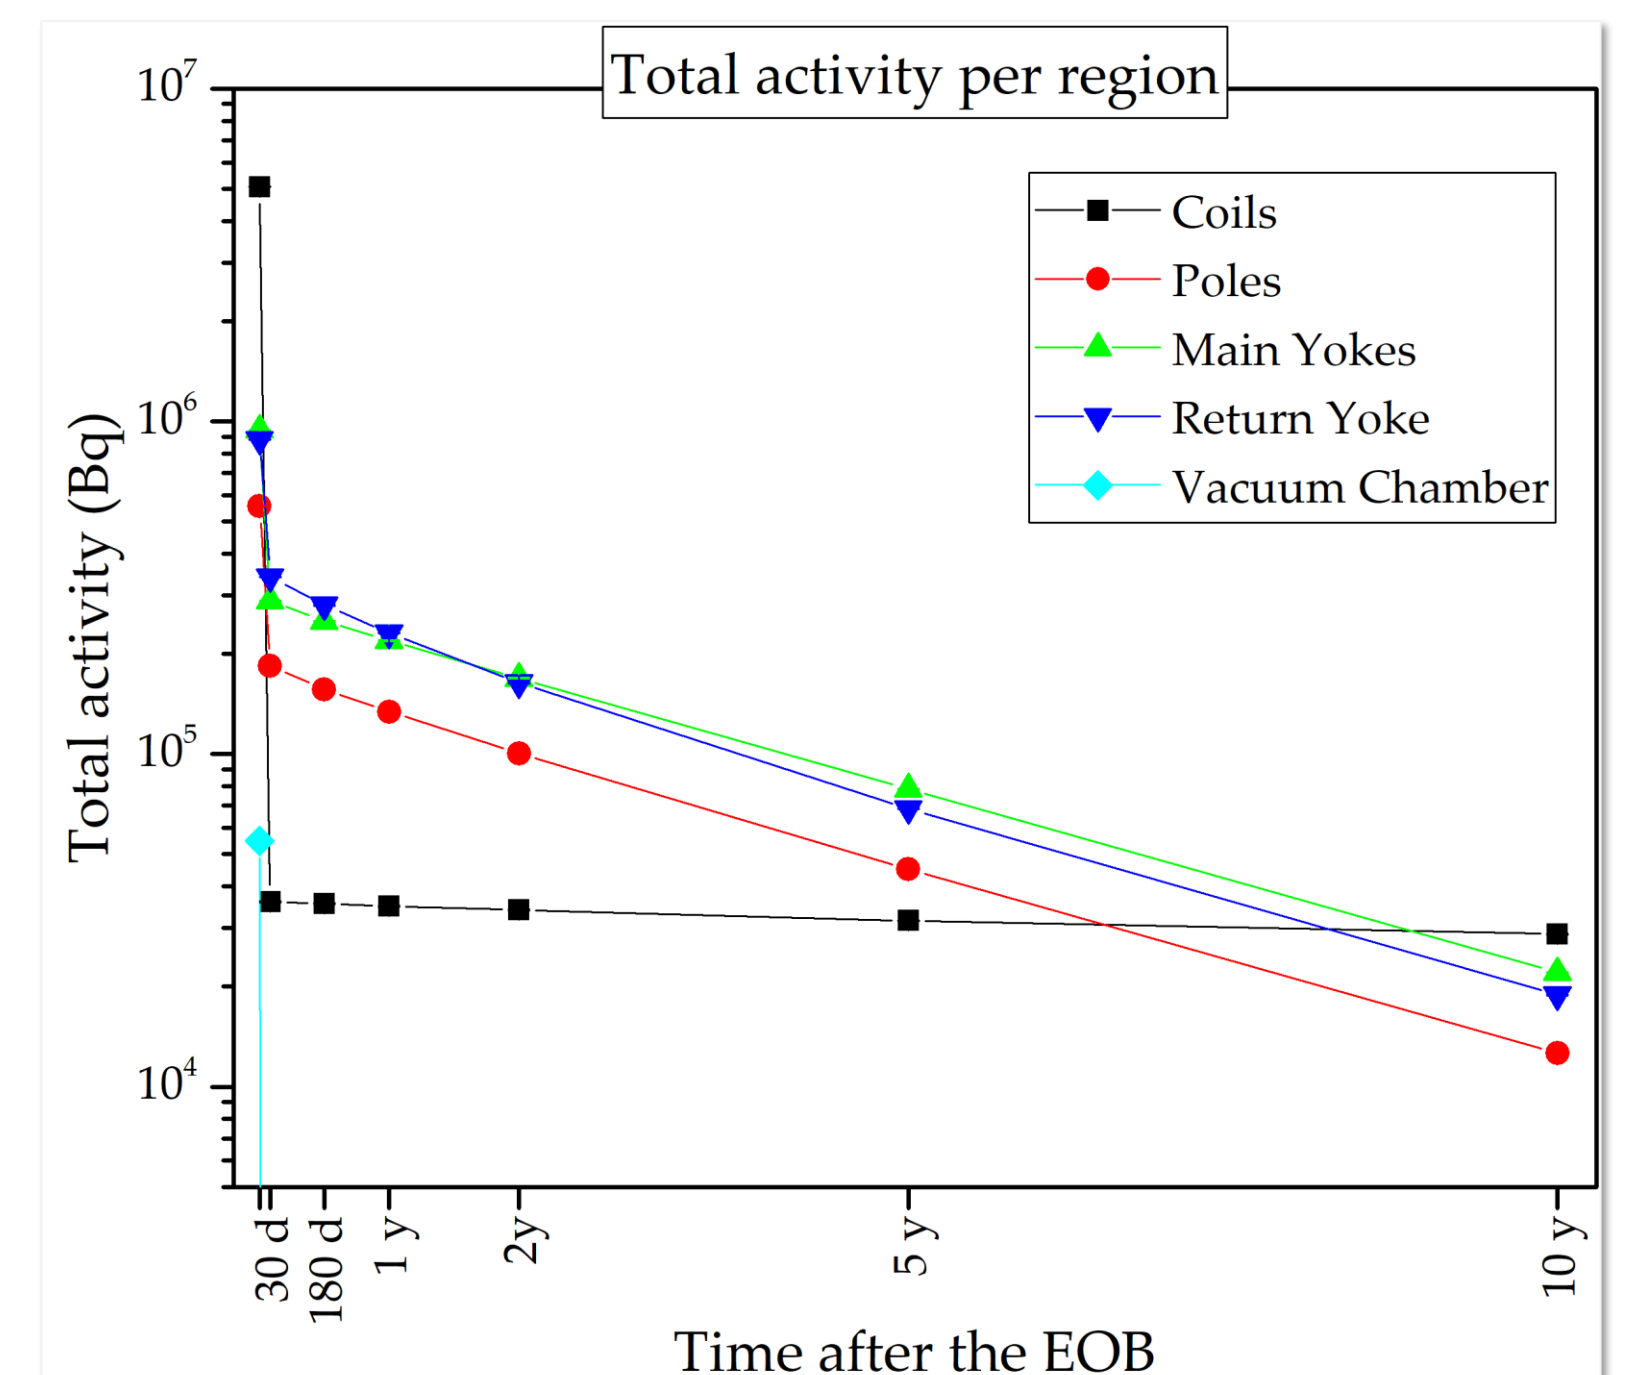 Total activity per region
10⁷
10⁶
10⁵
10⁴
Total activity (Bq)
Coils
Poles
Main Yokes
Return Yoke
Vacuum Chamber
30 d
180 d
1 y
2y
5 y
10 y
Time after the EOB